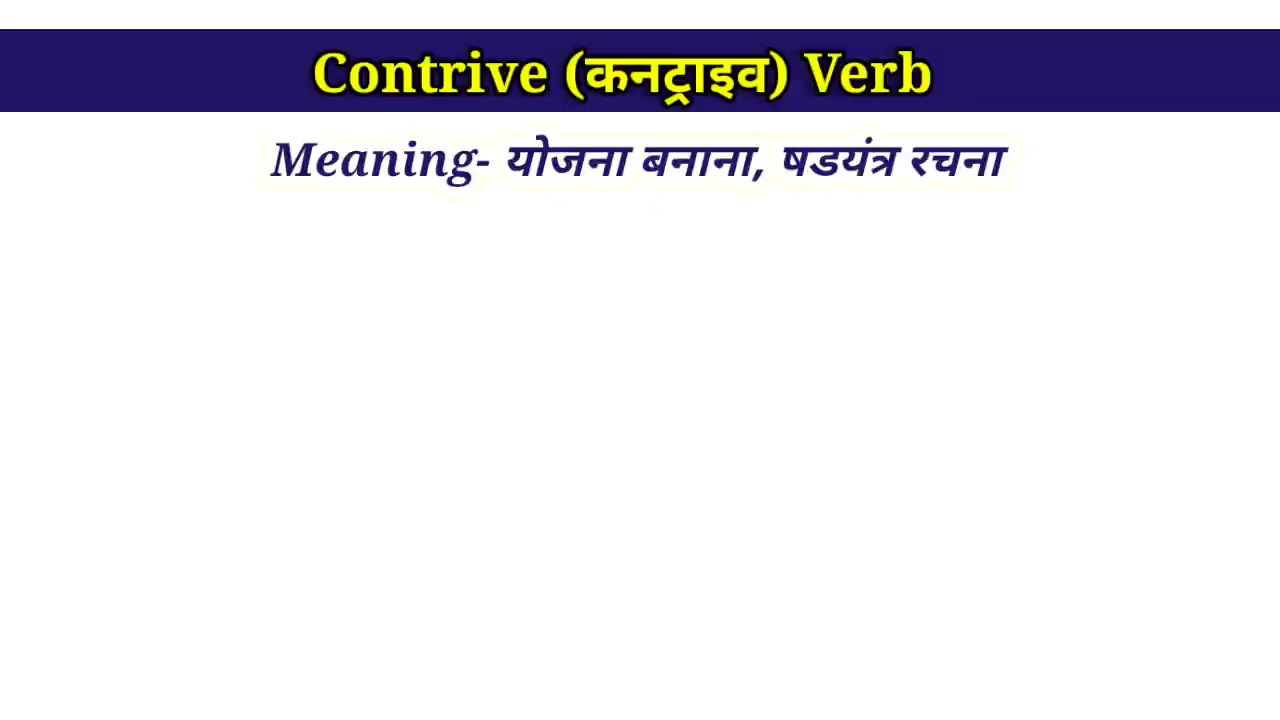 Contrive (कनट्राइव) Verb
Meaning- योजना बनाना, षडयंत्र रचना